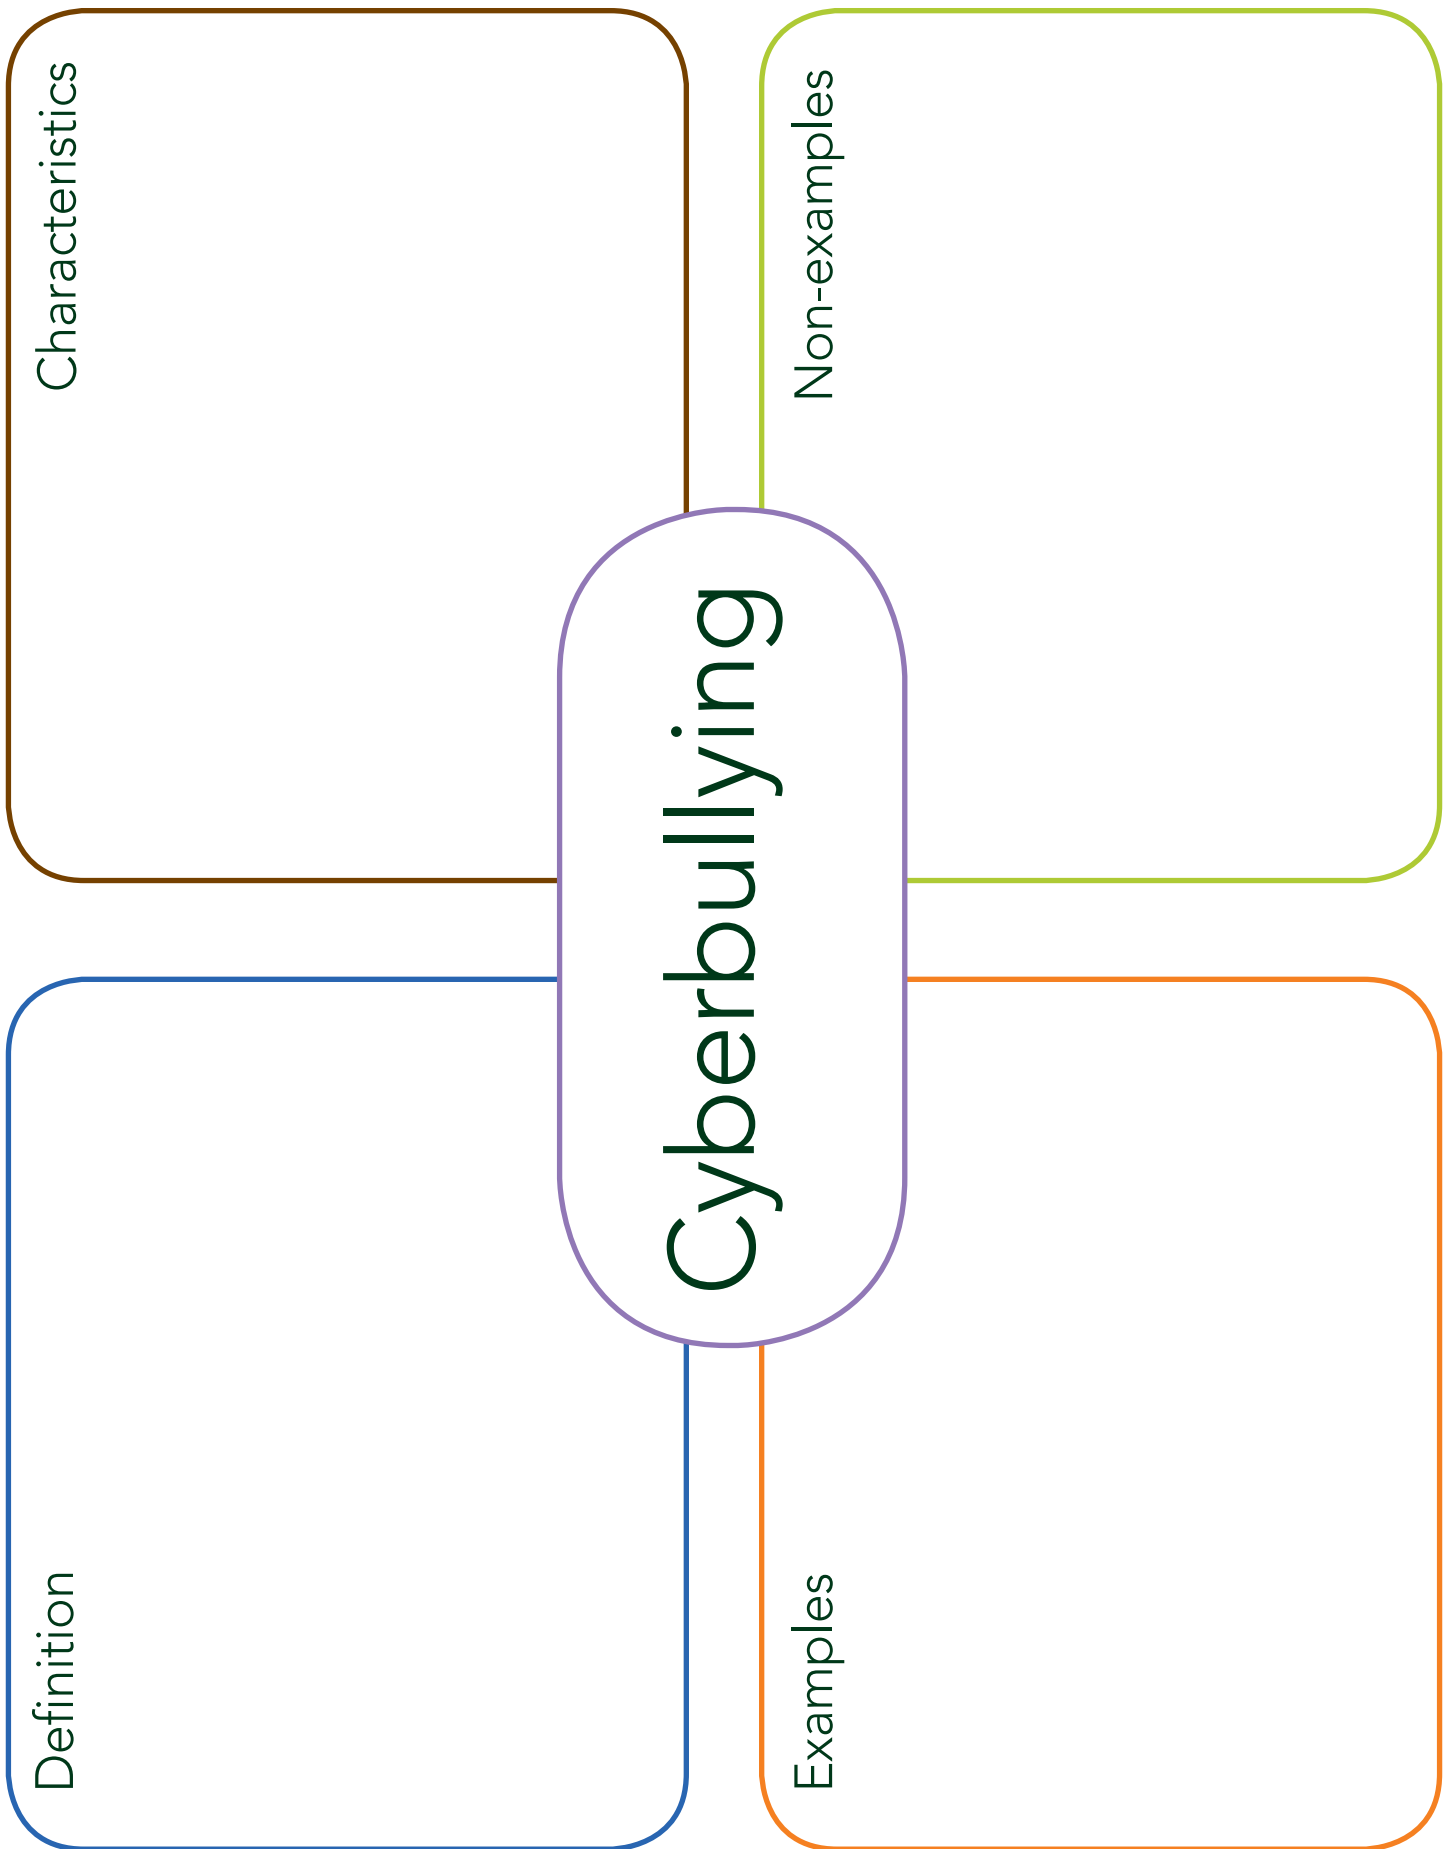 Definition
Characteristics
Cyberbullying
Examples
Non-examples